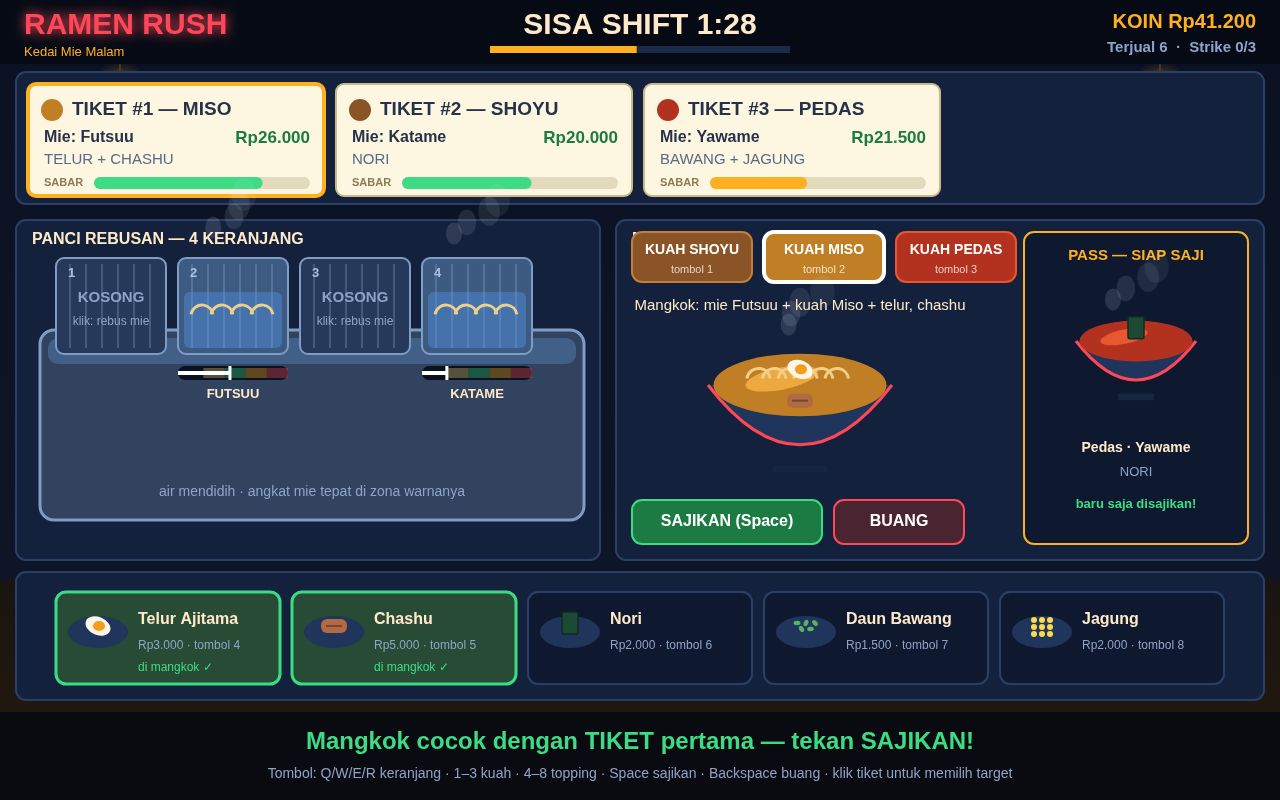 RAMEN RUSH
Kedai Mie Malam
SISA SHIFT 1:28
KOIN Rp41.200
Terjual 6 · Strike 0/3
TIKET #1 — MISO
Mie: Futsuu
Rp26.000
TELUR + CHASHU
SABAR
TIKET #2 — SHOYU
Mie: Katame
Rp20.000
NORI
SABAR
TIKET #3 — PEDAS
Mie: Yawame
Rp21.500
BAWANG + JAGUNG
SABAR
PANCI REBUSAN — 4 KERANJANG
1
KOSONG
klik: rebus mie
2
3
KOSONG
klik: rebus mie
4
FUTSUU
KATAME
air mendidih · angkat mie tepat di zona warnanya
KUAH SHOYU
tombol 1
KUAH MISO
tombol 2
KUAH PEDAS
tombol 3
Mangkok: mie Futsuu + kuah Miso + telur, chashu
SAJIKAN (Space)
BUANG
PASS — SIAP SAJI
Pedas · Yawame
NORI
baru saja disajikan!
Telur Ajitama
Rp3.000 · tombol 4
di mangkok ✓
Chashu
Rp5.000 · tombol 5
di mangkok ✓
Nori
Rp2.000 · tombol 6
Daun Bawang
Rp1.500 · tombol 7
Jagung
Rp2.000 · tombol 8
Mangkok cocok dengan TIKET pertama — tekan SAJIKAN!
Tombol: Q/W/E/R keranjang · 1–3 kuah · 4–8 topping · Space sajikan · Backspace buang · klik tiket untuk memilih target